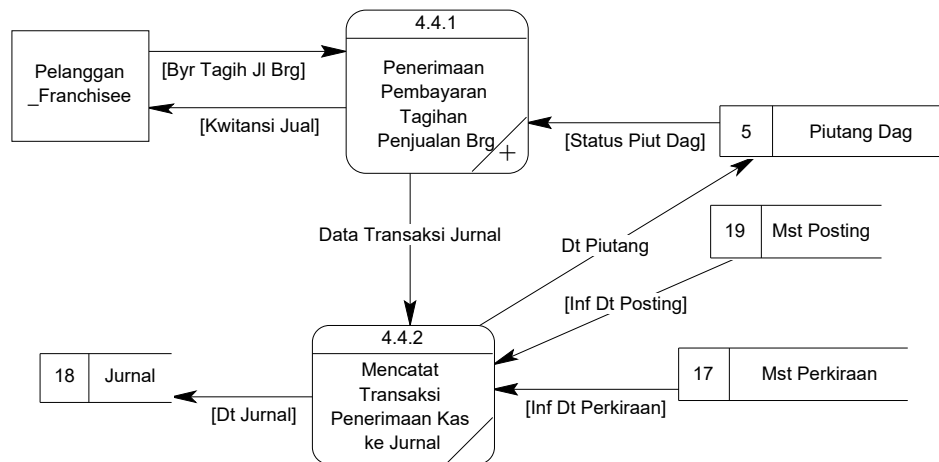 4.4.1
Pelanggan
_Franchisee
[Byr Tagih Jl Brg]
[Kwitansi Jual]
Penerimaan
Pembayaran
Tagihan
Penjualan Brg
+
[Status Piut Dag]
5
Piutang Dag
Data Transaksi Jurnal
Dt Piutang
19
Mst Posting
[Inf Dt Posting]
4.4.2
Mencatat
Transaksi
Penerimaan Kas
ke Jurnal
18
Jurnal
[Dt Jurnal]
17
Mst Perkiraan
[Inf Dt Perkiraan]